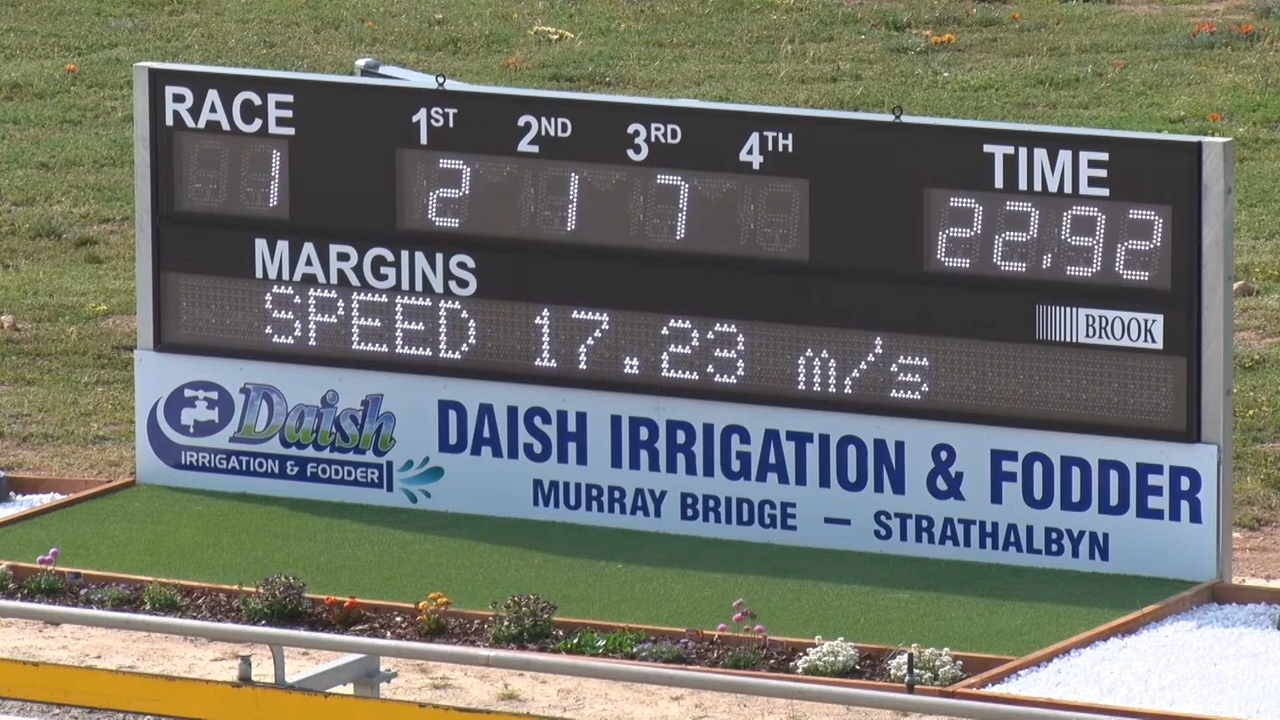 RACE 1ST 2ND 3RD 4TH TIME
1 2 1 7 22.92
MARGINS
SPEED 17.23 m/s
BROOK
Daish
IRRIGATION & FODDER
DAISH IRRIGATION & FODDER
MURRAY BRIDGE – STRATHALBYN